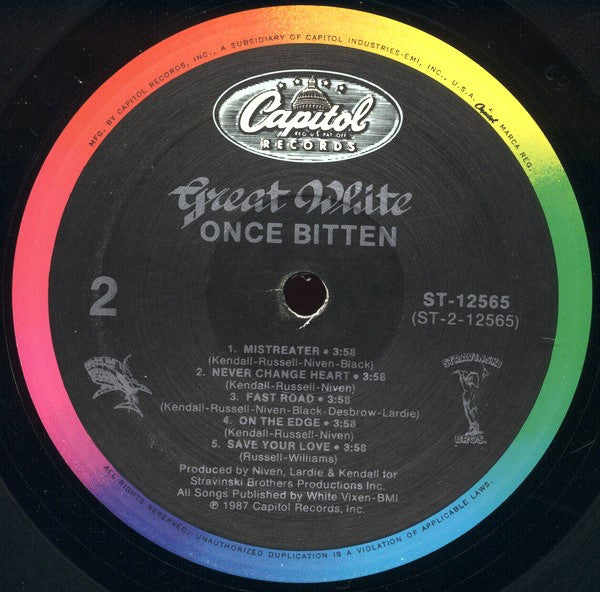 MFG. BY CAPITOL RECORDS, INC., A SUBSIDIARY OF CAPITOL INDUSTRIES-EMI, INC., U.S.A. Capitol MARCA REG.
Capitol
REG. U.S. PAT. OFF.
RECORDS
Great White
ONCE BITTEN
2
ST-12565
(ST-2-12565)
1. MISTREATER • 3:58
(Kendall-Russell-Niven-Black)
2. NEVER CHANGE HEART • 3:58
(Kendall-Russell-Niven)
3. FAST ROAD • 3:58
(Kendall-Russell-Niven-Black-Desbrow-Lardie)
4. ON THE EDGE • 3:58
(Kendall-Russell-Niven)
5. SAVE YOUR LOVE • 3:58
(Russell-Williams)
STRAVINSKI
BROS.
Produced by Niven, Lardie & Kendall for
Stravinski Brothers Productions Inc.
All Songs Published by White Vixen-BMI
℗ 1987 Capitol Records, Inc.
ALL RIGHTS RESERVED. UNAUTHORIZED DUPLICATION IS A VIOLATION OF APPLICABLE LAWS.